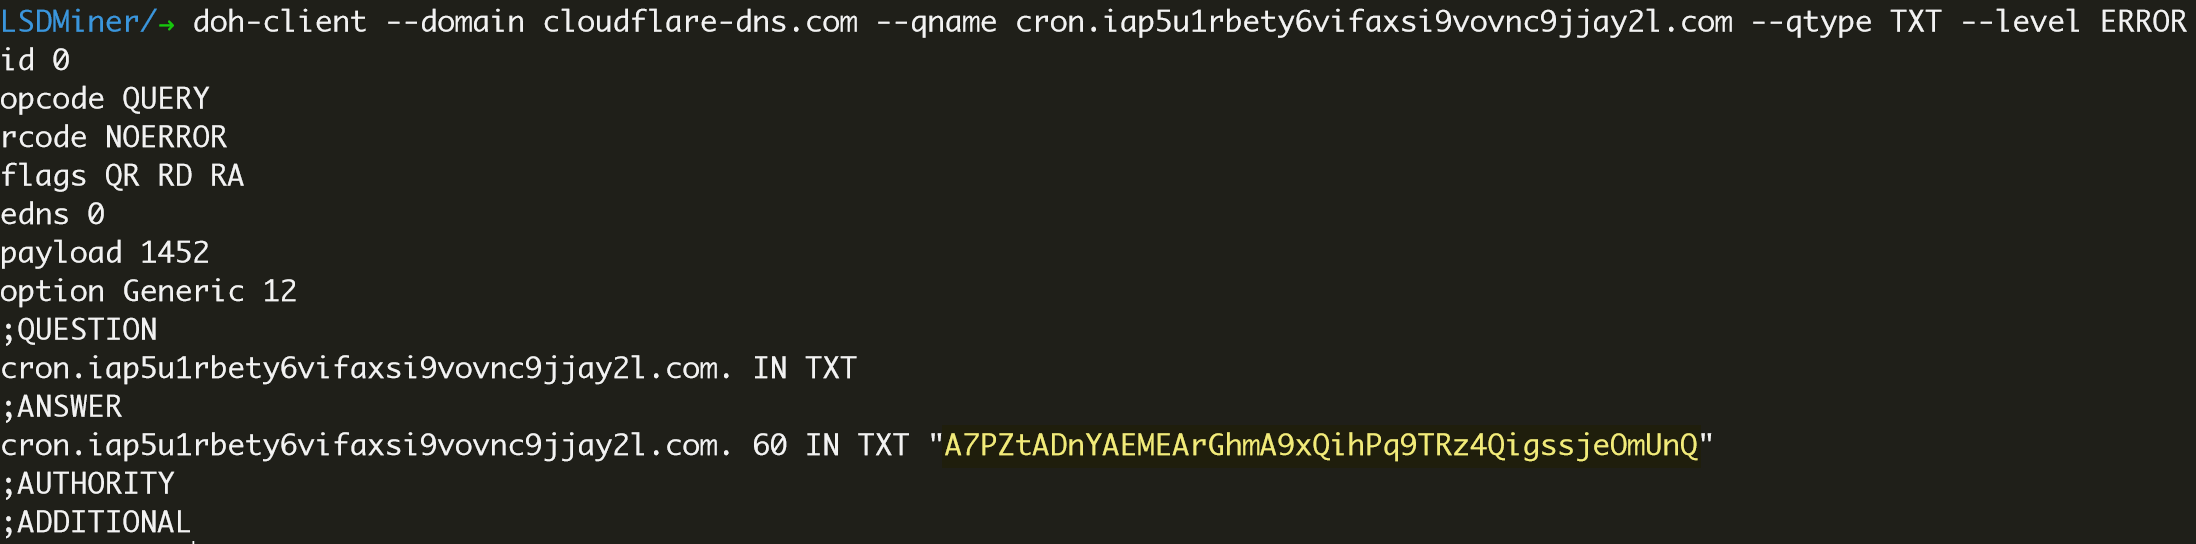 LSDMiner/→ doh-client --domain cloudflare-dns.com --qname cron.iap5u1rbety6vifaxsi9vovnc9jjay2l.com --qtype TXT --level ERROR
id 0
opcode QUERY
rcode NOERROR
flags QR RD RA
edns 0
payload 1452
option Generic 12
;QUESTION
cron.iap5u1rbety6vifaxsi9vovnc9jjay2l.com. IN TXT
;ANSWER
cron.iap5u1rbety6vifaxsi9vovnc9jjay2l.com. 60 IN TXT "A7PZtADnYAEMEArGhmA9xQihPq9TRz4QigssjeOmUnQ"
;AUTHORITY
;ADDITIONAL